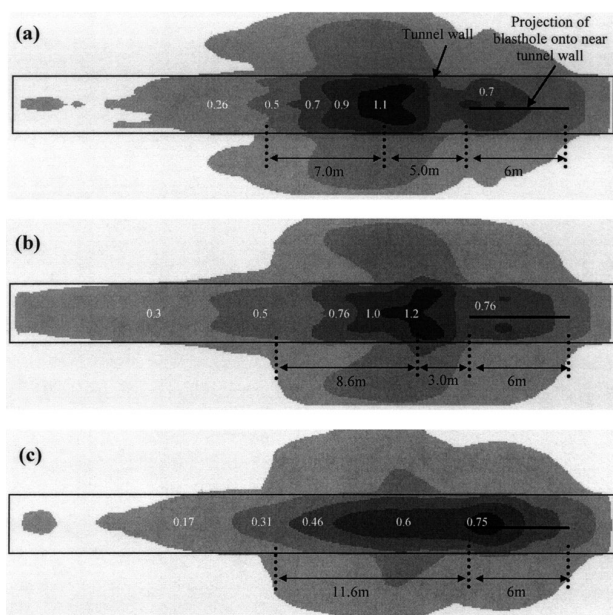 (a)
Tunnel wall
Projection of
blasthole onto near
tunnel wall
0.26 0.5 0.7 0.9 1.1 0.7
7.0m 5.0m 6m
(b)
0.3 0.5 0.76 1.0 1.2 0.76
8.6m 3.0m 6m
(c)
0.17 0.31 0.46 0.6 0.75
11.6m 6m